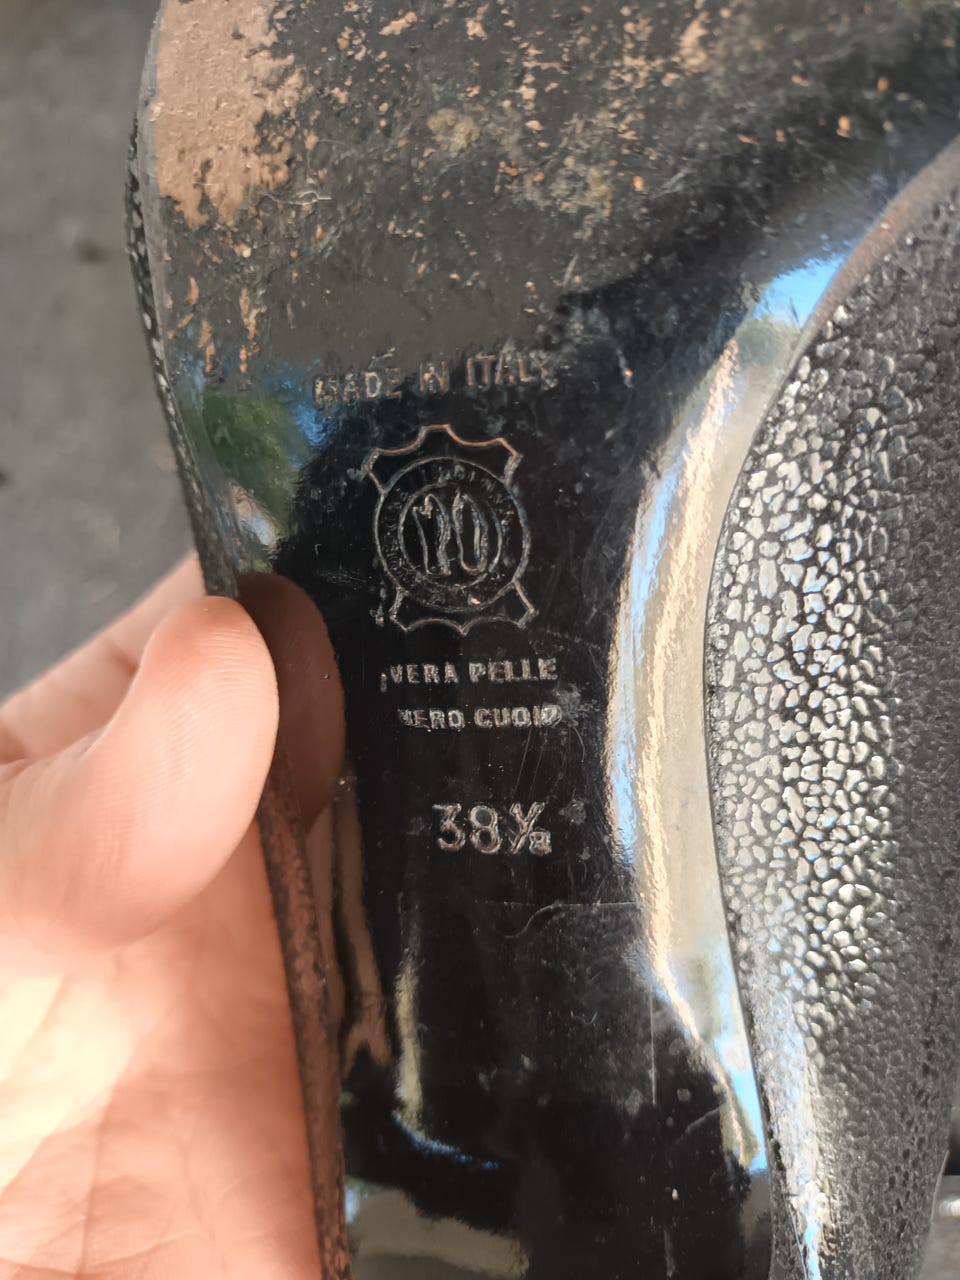 MADE IN ITALY
VERA PELLE
VERO CUOIO
38½